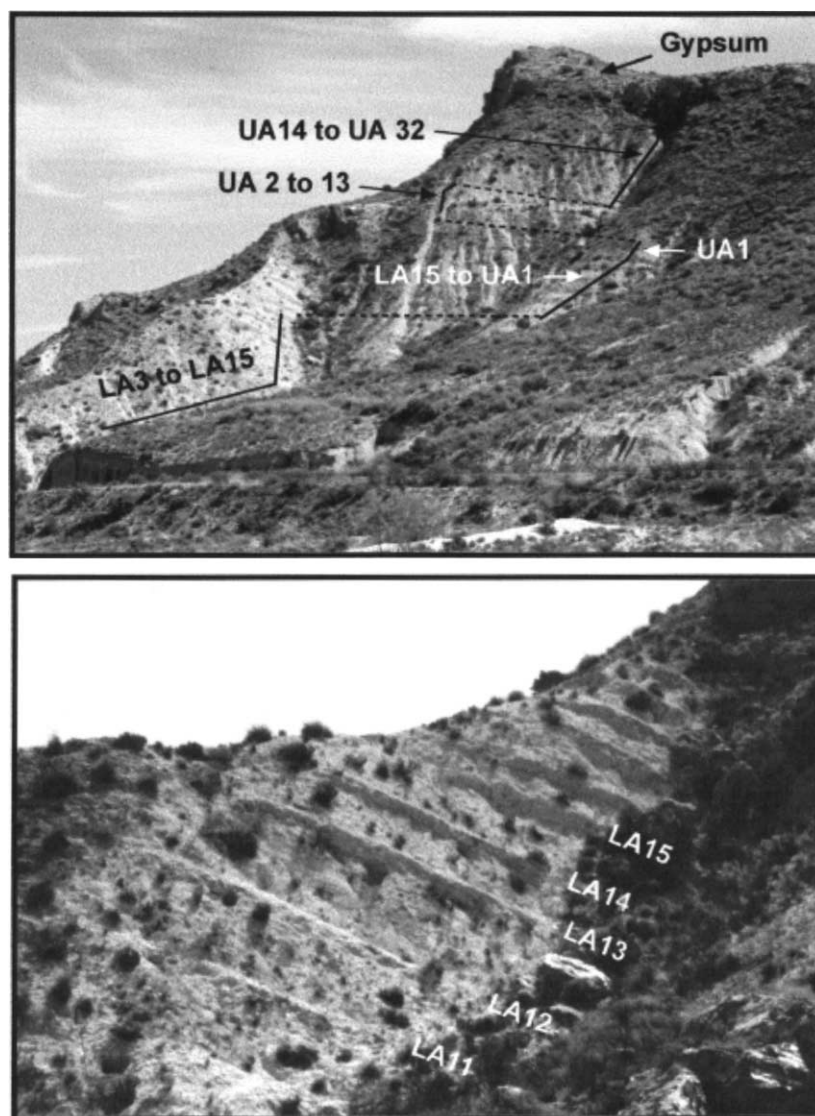 Gypsum
UA14 to UA 32
UA 2 to 13
UA1
LA15 to UA1
LA3 to LA15
LA15
LA14
LA13
LA12
LA11